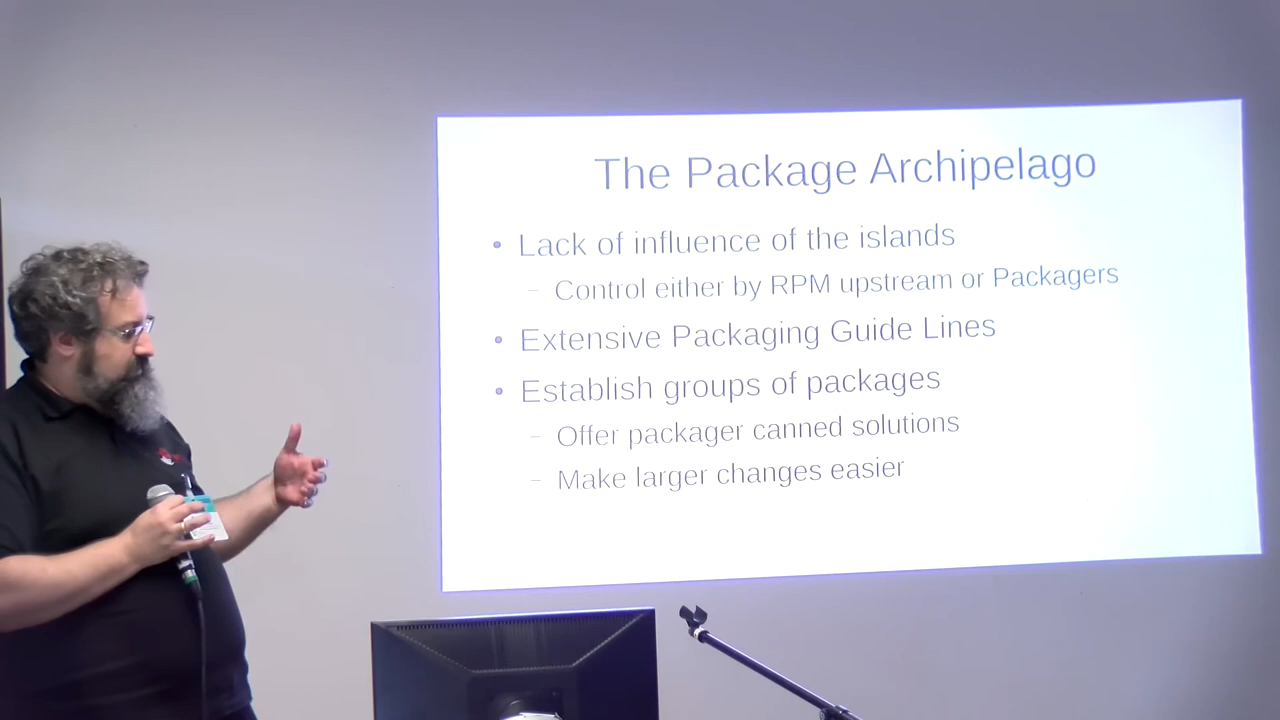 The Package Archipelago
• Lack of influence of the islands
– Control either by RPM upstream or Packagers
• Extensive Packaging Guide Lines
• Establish groups of packages
– Offer packager canned solutions
– Make larger changes easier